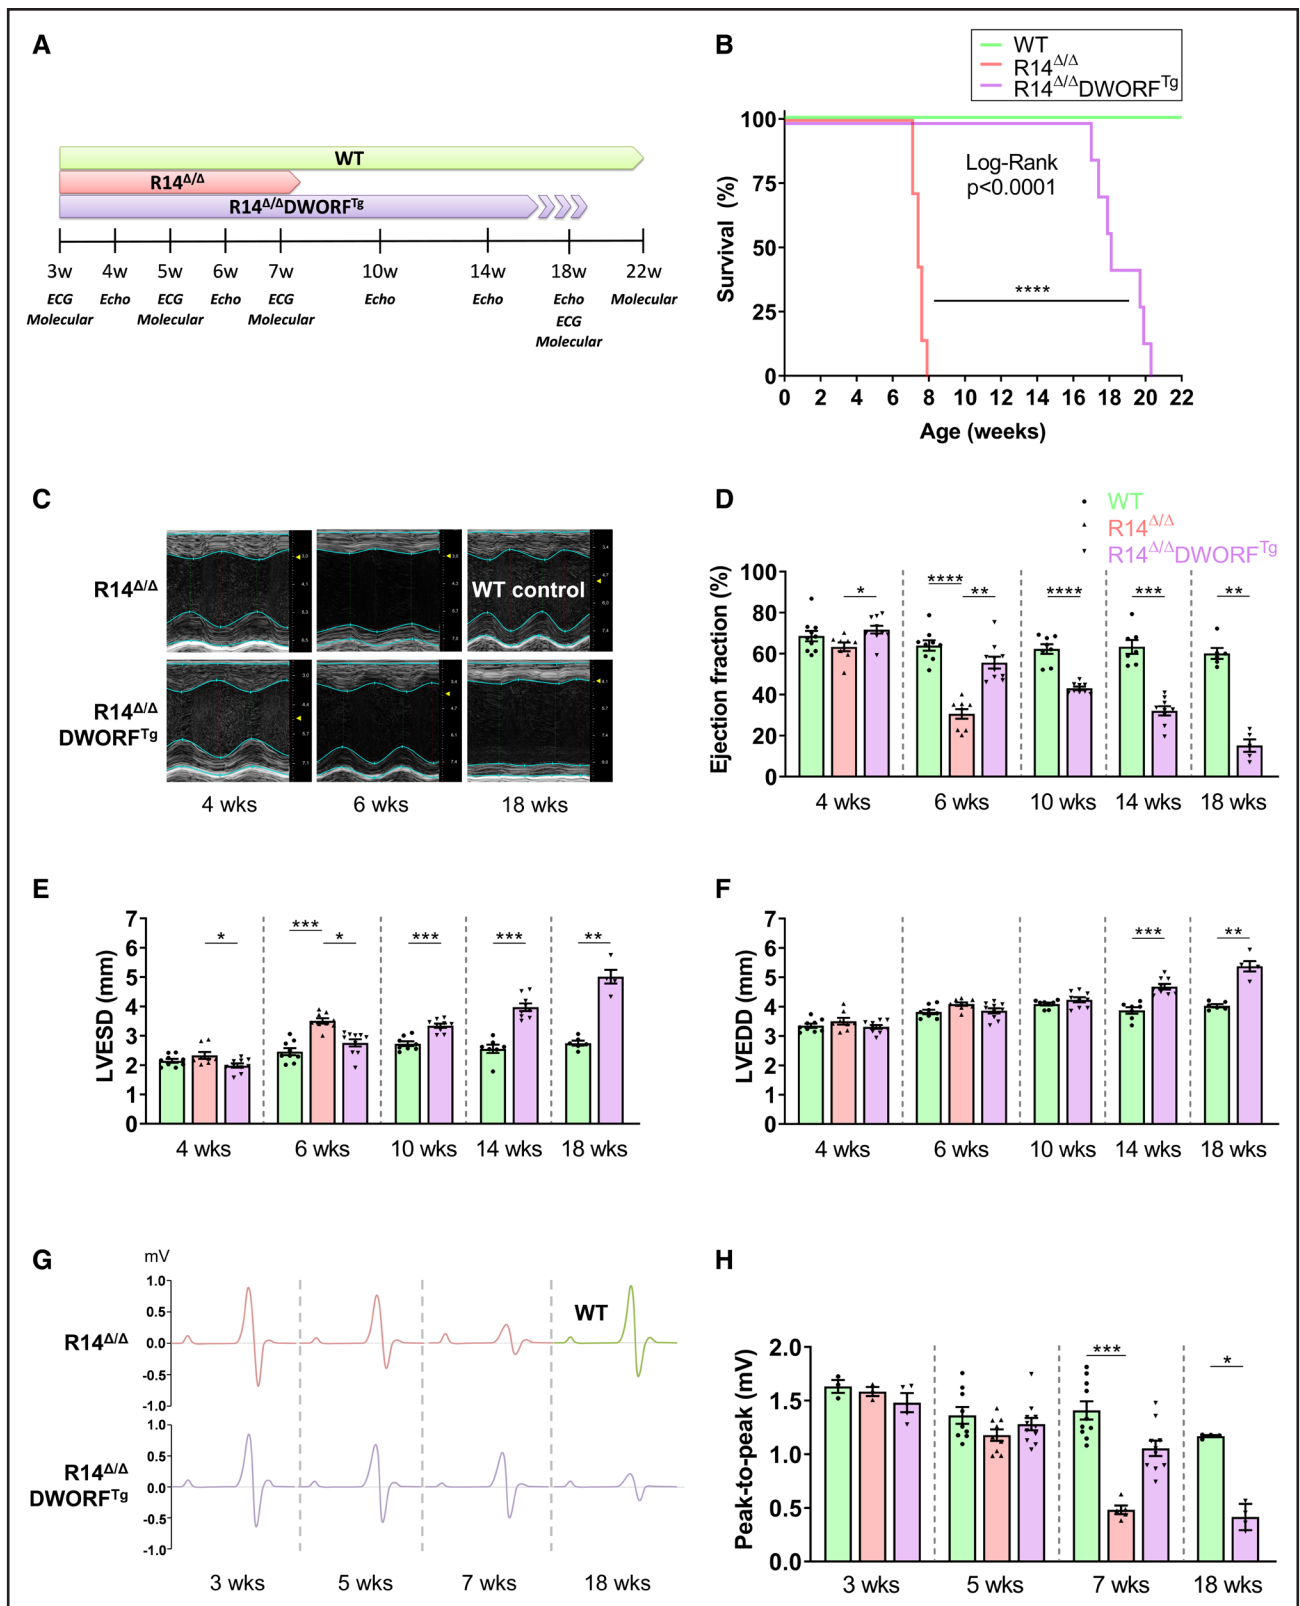 A
WT
R14Δ/Δ
R14Δ/ΔDWORFTg
3w 4w 5w 6w 7w 10w 14w 18w 22w
ECG Echo ECG Echo ECG Echo Echo Echo Molecular
Molecular Molecular Molecular ECG
Molecular
B
WT
R14Δ/Δ
R14Δ/ΔDWORFTg
Survival (%)
100
75
50
25
0
Log-Rank
p<0.0001
****
0 2 4 6 8 10 12 14 16 18 20 22
Age (weeks)
C
R14Δ/Δ
WT control
R14Δ/Δ
DWORFTg
4 wks 6 wks 18 wks
D
WT
R14Δ/Δ
R14Δ/ΔDWORFTg
Ejection fraction (%)
100
80
60
40
20
0
* **** ** **** *** **
4 wks 6 wks 10 wks 14 wks 18 wks
E
LVESD (mm)
7
6
5
4
3
2
1
0
* *** * *** *** **
4 wks 6 wks 10 wks 14 wks 18 wks
F
LVEDD (mm)
7
6
5
4
3
2
1
0
*** **
4 wks 6 wks 10 wks 14 wks 18 wks
G
mV
1.0
0.5
0.0
-0.5
-1.0
R14Δ/Δ
WT
1.0
0.5
0.0
-0.5
-1.0
R14Δ/Δ
DWORFTg
3 wks 5 wks 7 wks 18 wks
H
Peak-to-peak (mV)
2.0
1.5
1.0
0.5
0.0
*** *
3 wks 5 wks 7 wks 18 wks